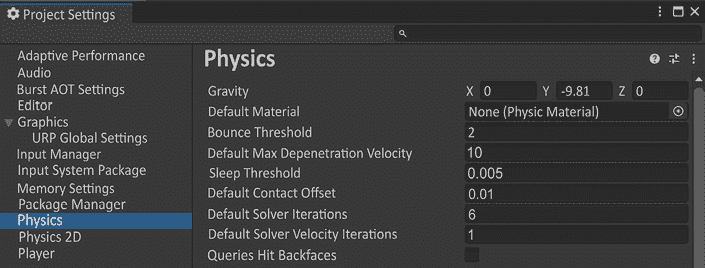 Project Settings
Adaptive Performance
Audio
Burst AOT Settings
Editor
Graphics
URP Global Settings
Input Manager
Input System Package
Memory Settings
Package Manager
Physics
Physics 2D
Player
Physics
Gravity X 0 Y -9.81 Z 0
Default Material None (Physic Material)
Bounce Threshold 2
Default Max Depenetration Velocity 10
Sleep Threshold 0.005
Default Contact Offset 0.01
Default Solver Iterations 6
Default Solver Velocity Iterations 1
Queries Hit Backfaces